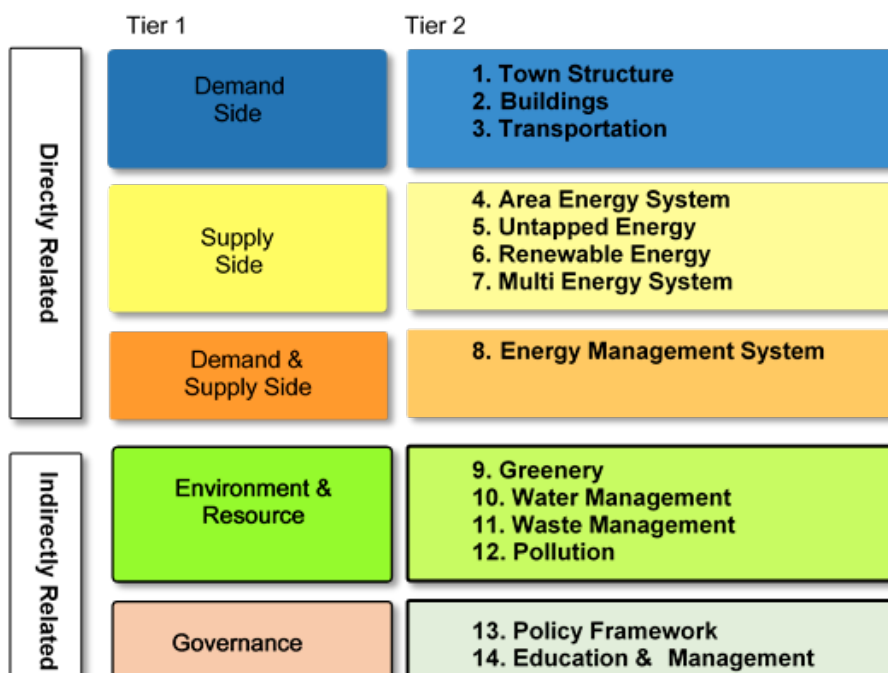 Tier 1
Tier 2
Directly Related
Demand
Side
1. Town Structure
2. Buildings
3. Transportation
Supply
Side
4. Area Energy System
5. Untapped Energy
6. Renewable Energy
7. Multi Energy System
Demand &
Supply Side
8. Energy Management System
Indirectly Related
Environment &
Resource
9. Greenery
10. Water Management
11. Waste Management
12. Pollution
Governance
13. Policy Framework
14. Education & Management